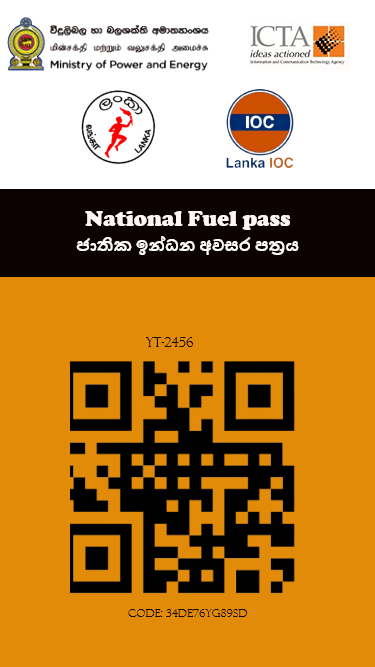 විදුලිබල හා බලශක්ති අමාත්‍යාංශය
மின்சக்தி மற்றும் வலுசக்தி அமைச்சு
Ministry of Power and Energy
ICTA
ideas actioned
Information and Communication Technology Agency
ලංකා
லங்கா
LANKA
IOC
Lanka IOC
National Fuel pass
ජාතික ඉන්ධන අවසර පත්‍රය
YT-2456
CODE: 34DE76YG89SD